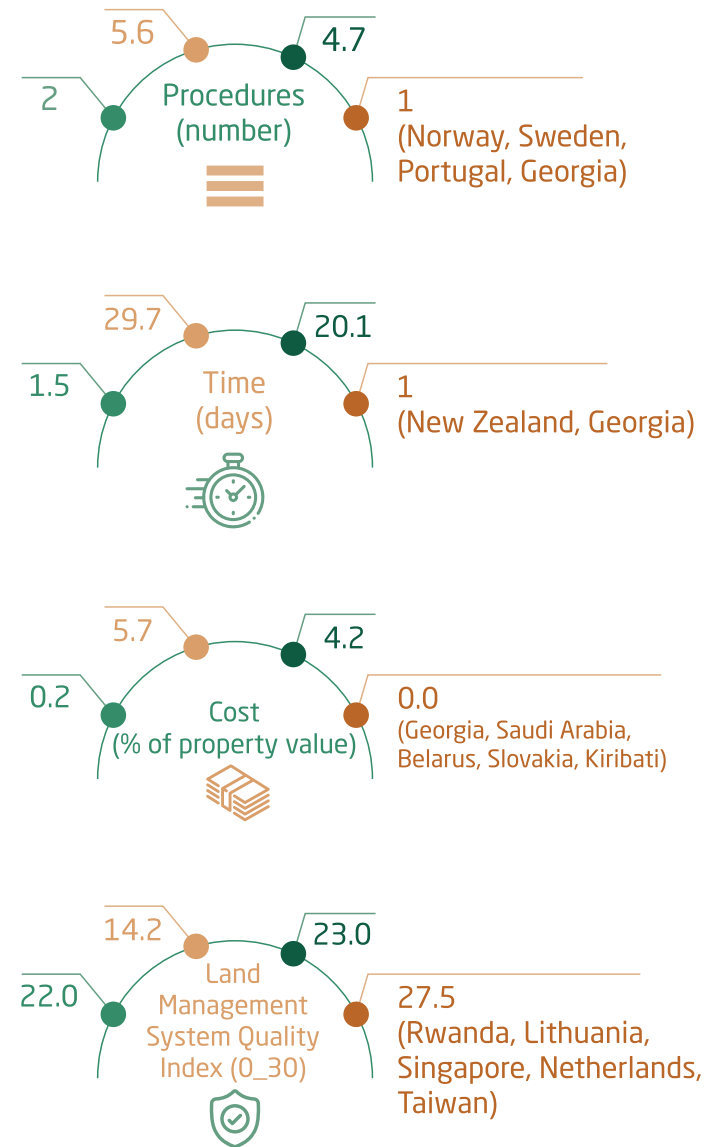 5.6
4.7
2
Procedures
(number)
1
(Norway, Sweden,
Portugal, Georgia)
29.7
20.1
1.5
Time
(days)
1
(New Zealand, Georgia)
5.7
4.2
0.2
Cost
(% of property value)
0.0
(Georgia, Saudi Arabia,
Belarus, Slovakia, Kiribati)
14.2
23.0
22.0
Land
Management
System Quality
Index (0_30)
27.5
(Rwanda, Lithuania,
Singapore, Netherlands,
Taiwan)